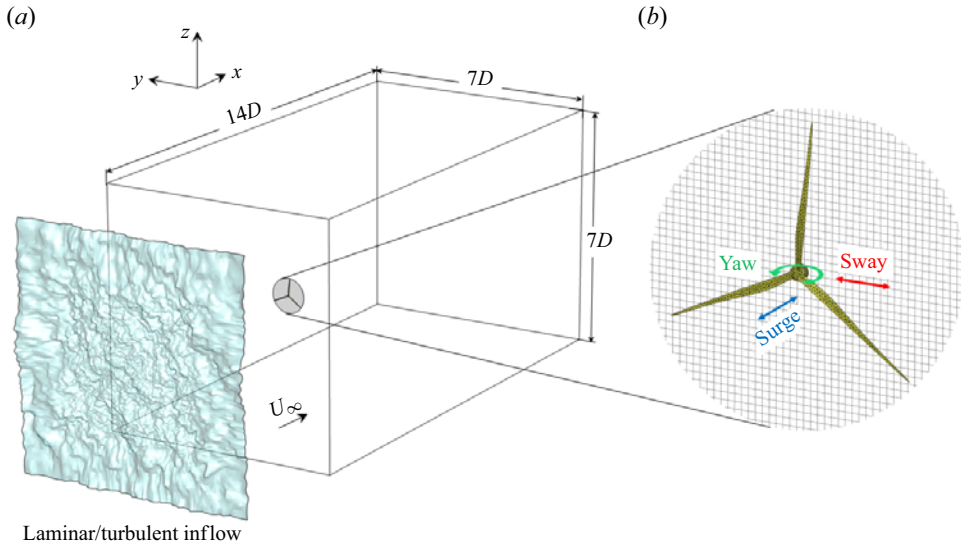 (a)
(b)
z
y
x
14D
7D
7D
U∞
Laminar/turbulent inflow
Yaw
Sway
Surge